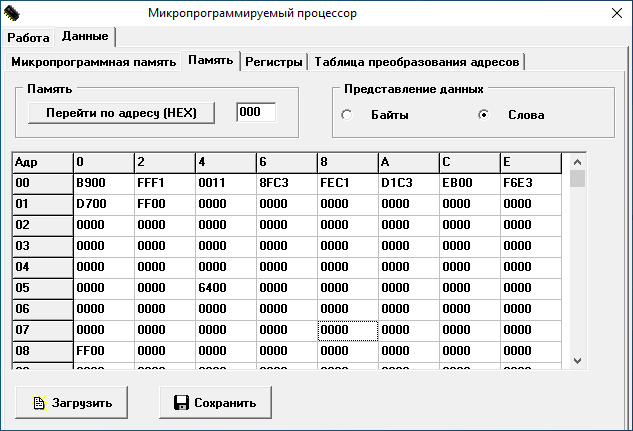 Микропрограммируемый процессор
Работа Данные
Микропрограммная память Память Регистры Таблица преобразования адресов
Память Представление данных
Перейти по адресу (HEX) 000 Байты Слова
Адр 0 2 4 6 8 A C E
00 B900 FFF1 0011 8FC3 FEC1 D1C3 EB00 F6E3
01 D700 FF00 0000 0000 0000 0000 0000 0000
02 0000 0000 0000 0000 0000 0000 0000 0000
03 0000 0000 0000 0000 0000 0000 0000 0000
04 0000 0000 0000 0000 0000 0000 0000 0000
05 0000 0000 6400 0000 0000 0000 0000 0000
06 0000 0000 0000 0000 0000 0000 0000 0000
07 0000 0000 0000 0000 0000 0000 0000 0000
08 FF00 0000 0000 0000 0000 0000 0000 0000
Загрузить Сохранить